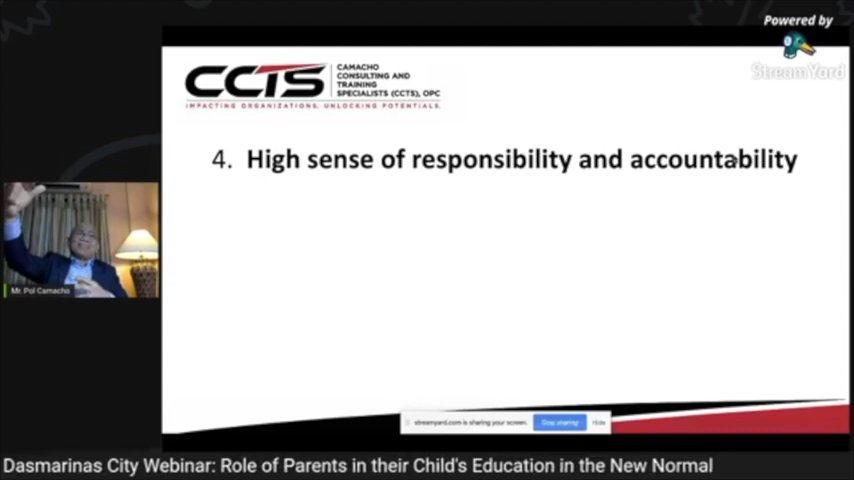 Powered by
StreamYard
CCTS
CAMACHO
CONSULTING AND
TRAINING
SPECIALISTS (CCTS), OPC
IMPACTING ORGANIZATIONS. UNLOCKING POTENTIALS.
4. High sense of responsibility and accountability
Mr. Pol Camacho
streamyard.com is sharing your screen.
Stop sharing
Hide
Dasmarinas City Webinar: Role of Parents in their Child's Education in the New Normal